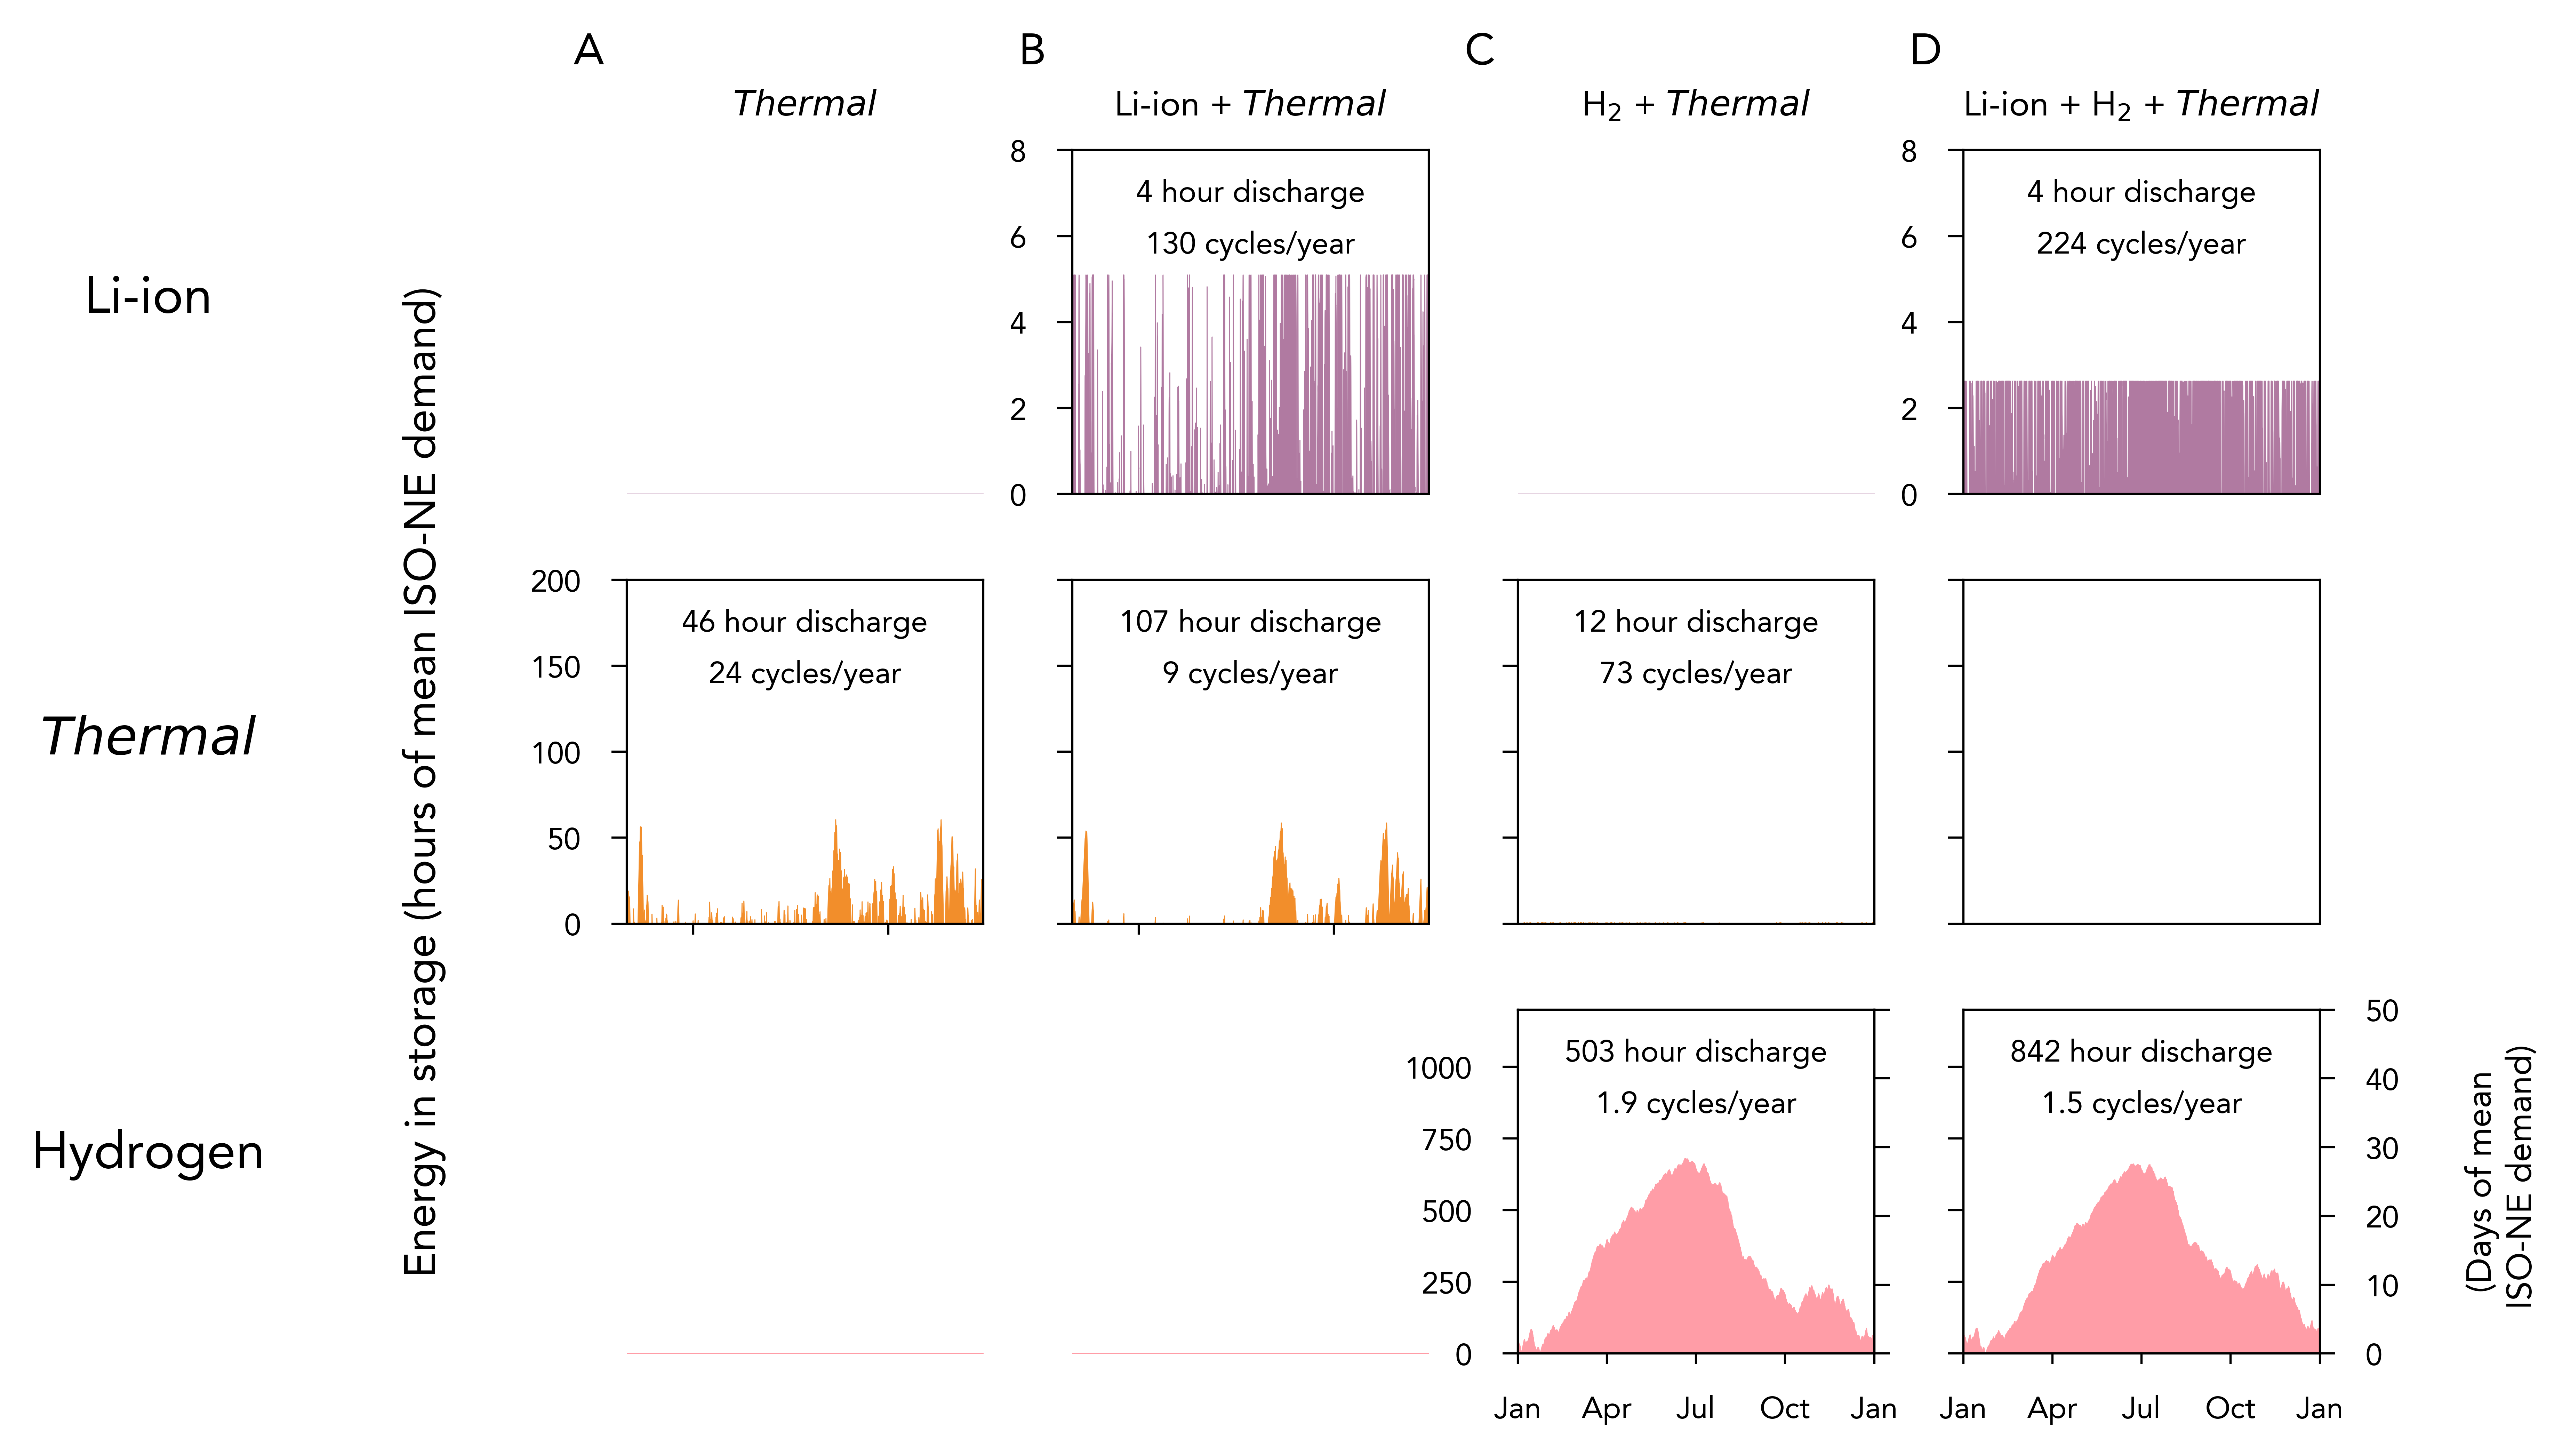 A
B
C
D
Thermal
Li-ion + Thermal
H₂ + Thermal
Li-ion + H₂ + Thermal
Li-ion
Energy in storage (hours of mean ISO-NE demand)
8
6
4
2
0
4 hour discharge
130 cycles/year
8
6
4
2
0
4 hour discharge
224 cycles/year
Thermal
200
150
100
50
0
46 hour discharge
24 cycles/year
107 hour discharge
9 cycles/year
12 hour discharge
73 cycles/year
Hydrogen
1000
750
500
250
0
503 hour discharge
1.9 cycles/year
842 hour discharge
1.5 cycles/year
50
40
30
20
10
0
(Days of mean
ISO-NE demand)
Jan Apr Jul Oct Jan
Jan Apr Jul Oct Jan